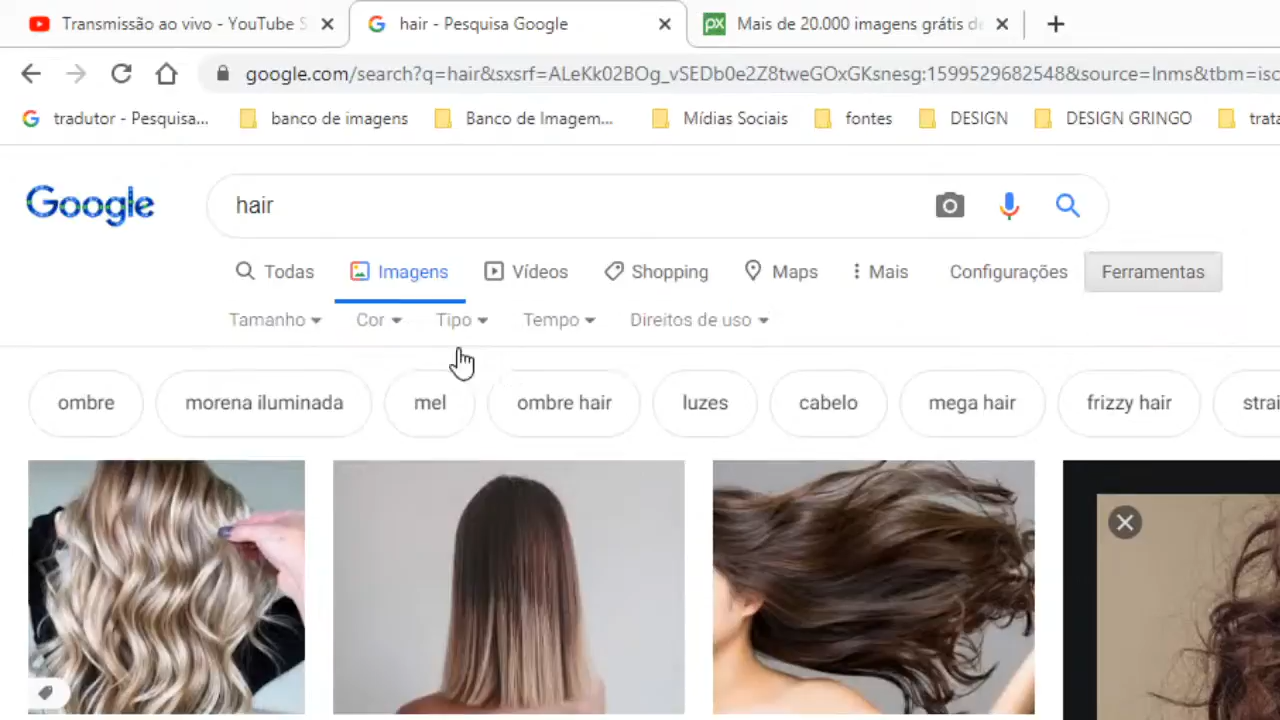 Transmissão ao vivo - YouTube S
hair - Pesquisa Google
px
Mais de 20.000 imagens grátis de
google.com/search?q=hair&sxsrf=ALeKk02BOg_vSEDb0e2Z8tweGOxGKsnesg:1599529682548&source=lnms&tbm=isc
tradutor - Pesquisa...
banco de imagens
Banco de Imagem...
Mídias Sociais
fontes
DESIGN
DESIGN GRINGO
trata
Google
hair
Todas
Imagens
Vídeos
Shopping
Maps
Mais
Configurações
Ferramentas
Tamanho
Cor
Tipo
Tempo
Direitos de uso
ombre
morena iluminada
mel
ombre hair
luzes
cabelo
mega hair
frizzy hair
strai